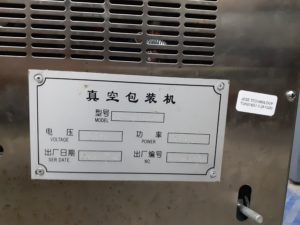 真空包装机
型号
MODEL
电 压 功 率
VOLTAGE POWER
出厂日期 出厂编号
SER DATE. NO.